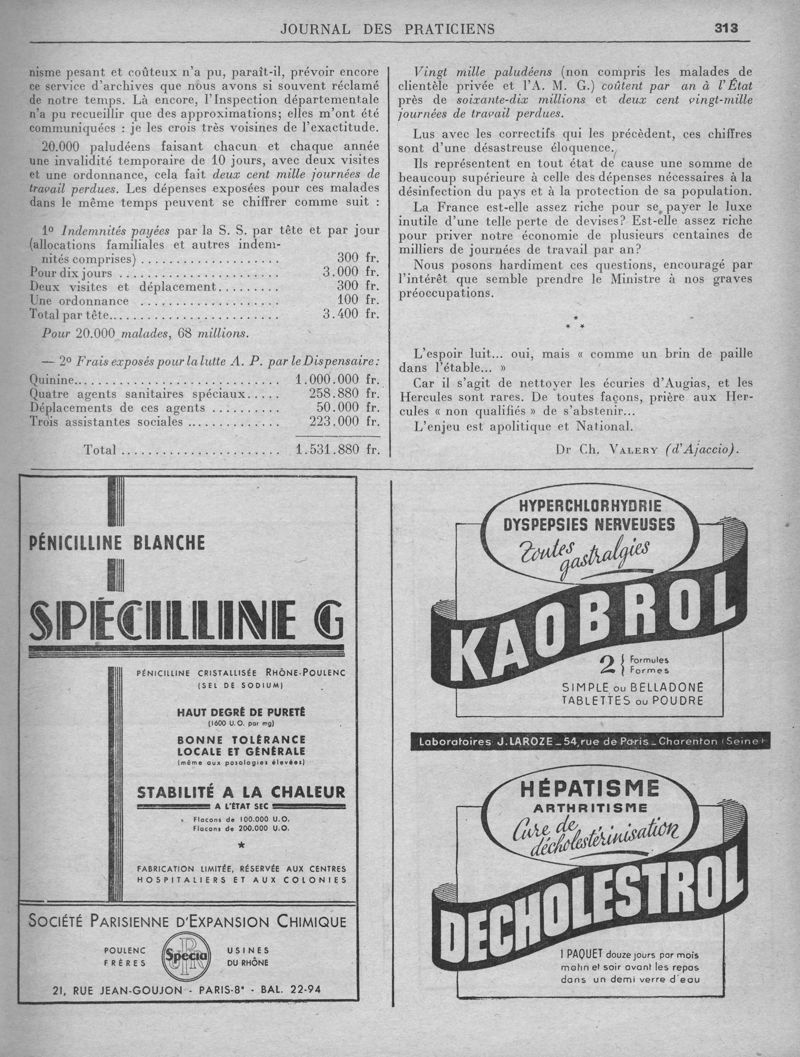 JOURNAL DES PRATICIENS
313
nisme pesant et coûteux n'a pu, paraît-il, prévoir encore
ce service d'archives que nous avons si souvent réclamé
de notre temps. Là encore, l'Inspection départementale
n'a pu recueillir que des approximations; elles m'ont été
communiquées : je les crois très voisines de l'exactitude.
20.000 paludéens faisant chacun et chaque année
une invalidité temporaire de 10 jours, avec deux visites
et une ordonnance, cela fait deux cent mille journées de
travail perdues. Les dépenses exposées pour ces malades
dans le même temps peuvent se chiffrer comme suit :
1º Indemnités payées par la S. S. par tête et par jour
(allocations familiales et autres indem-
nités comprises) .................... 300 fr.
Pour dix jours ........................ 3.000 fr.
Deux visites et déplacement......... 300 fr.
Une ordonnance ..................... 100 fr.
Total par tête......................... 3.400 fr.
Pour 20.000 malades, 68 millions.
— 2º Frais exposés pour la lutte A. P. par le Dispensaire :
Quinine.............................. 1.000.000 fr.
Quatre agents sanitaires spéciaux..... 258.880 fr.
Déplacements de ces agents .......... 50.000 fr.
Trois assistantes sociales .............. 223.000 fr.
Total ....................... 1.531.880 fr.
Vingt mille paludéens (non compris les malades de
clientèle privée et l'A. M. G.) coûtent par an à l'État
près de soixante-dix millions et deux cent vingt-mille
journées de travail perdues.
Lus avec les correctifs qui les précèdent, ces chiffres
sont d'une désastreuse éloquence.
Ils représentent en tout état de cause une somme de
beaucoup supérieure à celle des dépenses nécessaires à la
désinfection du pays et à la protection de sa population.
La France est-elle assez riche pour se payer le luxe
inutile d'une telle perte de devises? Est-elle assez riche
pour priver notre économie de plusieurs centaines de
milliers de journées de travail par an?
Nous posons hardiment ces questions, encouragé par
l'intérêt que semble prendre le Ministre à nos graves
préoccupations.
*
* *
L'espoir luit... oui, mais « comme un brin de paille
dans l'étable... »
Car il s'agit de nettoyer les écuries d'Augias, et les
Hercules sont rares. De toutes façons, prière aux Her-
cules « non qualifiés » de s'abstenir...
L'enjeu est apolitique et National.
Dr Ch. VALERY (d'Ajaccio).
PÉNICILLINE BLANCHE
SPÉCILLINE G
PÉNICILLINE CRISTALLISÉE RHÔNE-POULENC
(SEL DE SODIUM)
HAUT DEGRÉ DE PURETÉ
(1600 U.O. par mg)
BONNE TOLÉRANCE
LOCALE ET GÉNÉRALE
(même aux posologies élevées)
STABILITÉ A LA CHALEUR
A L'ÉTAT SEC
Flacons de 100.000 U.O.
Flacons de 200.000 U.O.
*
FABRICATION LIMITÉE, RÉSERVÉE AUX CENTRES
HOSPITALIERS ET AUX COLONIES
SOCIÉTÉ PARISIENNE D'EXPANSION CHIMIQUE
POULENC
FRÈRES
Specia
USINES
DU RHÔNE
21, RUE JEAN-GOUJON - PARIS-8e - BAL. 22-94
HYPERCHLORHYDRIE
DYSPEPSIES NERVEUSES
Toutes
gastralgies
KAOBROL
2 } Formules
Formes
SIMPLE ou BELLADONÉ
TABLETTES ou POUDRE
Laboratoires J. LAROZE _ 54, rue de Paris _ Charenton (Seine)
HÉPATISME
ARTHRITISME
Cure de
décholestérinisation
DECHOLESTROL
1 PAQUET douze jours par mois
matin et soir avant les repas
dans un demi verre d'eau